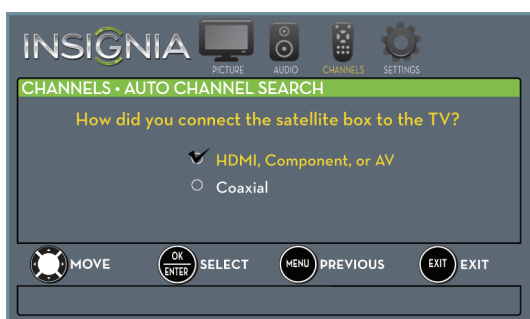 INSIGNIA
PICTURE AUDIO CHANNELS SETTINGS
CHANNELS • AUTO CHANNEL SEARCH
How did you connect the satellite box to the TV?
HDMI, Component, or AV
Coaxial
MOVE OK ENTER SELECT MENU PREVIOUS EXIT EXIT